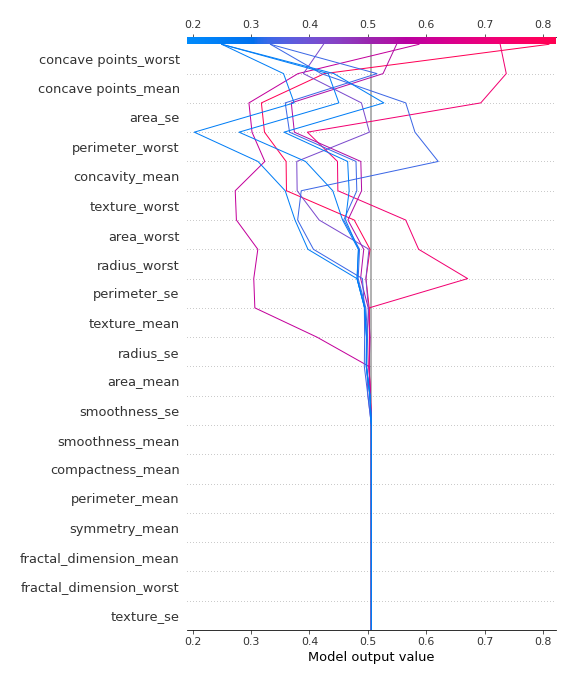 0.2 0.3 0.4 0.5 0.6 0.7 0.8
concave points_worst
concave points_mean
area_se
perimeter_worst
concavity_mean
texture_worst
area_worst
radius_worst
perimeter_se
texture_mean
radius_se
area_mean
smoothness_se
smoothness_mean
compactness_mean
perimeter_mean
symmetry_mean
fractal_dimension_mean
fractal_dimension_worst
texture_se
0.2 0.3 0.4 0.5 0.6 0.7 0.8
Model output value